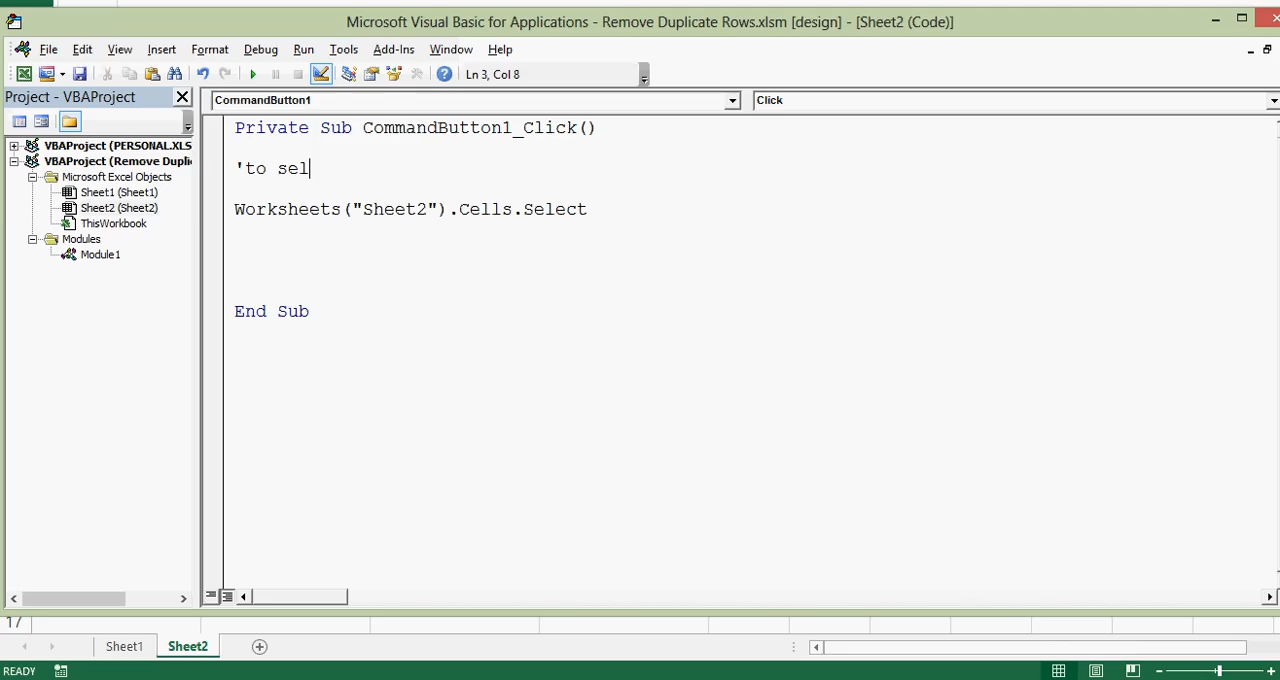 Microsoft Visual Basic for Applications - Remove Duplicate Rows.xlsm [design] - [Sheet2 (Code)]
File Edit View Insert Format Debug Run Tools Add-Ins Window Help
Ln 3, Col 8
Project - VBAProject
CommandButton1 Click
VBAProject (PERSONAL.XLS
VBAProject (Remove Dupli
Microsoft Excel Objects
Sheet1 (Sheet1)
Sheet2 (Sheet2)
ThisWorkbook
Modules
Module1
Private Sub CommandButton1_Click()
'to sel
Worksheets("Sheet2").Cells.Select
End Sub
17
Sheet1 Sheet2
READY